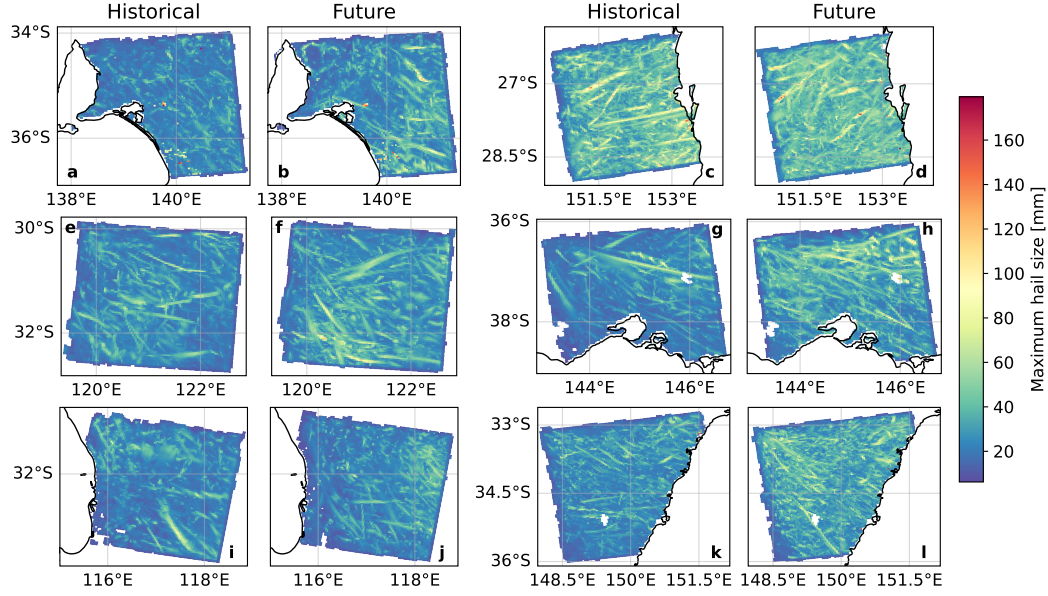 Historical Future Historical Future
34°S
36°S
a
b
138°E 140°E 138°E 140°E
27°S
28.5°S
c
d
151.5°E 153°E 151.5°E 153°E
30°S
32°S
e
f
120°E 122°E 120°E 122°E
36°S
38°S
g
h
144°E 146°E 144°E 146°E
32°S
i
j
116°E 118°E 116°E 118°E
33°S
34.5°S
36°S
k
l
148.5°E 150°E 151.5°E 148.5°E 150°E 151.5°E
160
140
120
100
80
60
40
20
Maximum hail size [mm]